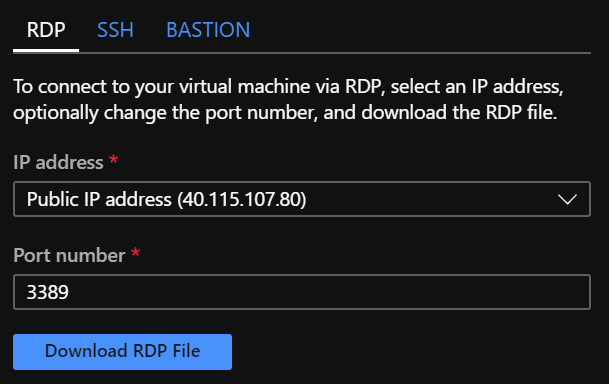 RDP SSH BASTION
To connect to your virtual machine via RDP, select an IP address,
optionally change the port number, and download the RDP file.
IP address *
Public IP address (40.115.107.80)
Port number *
3389
Download RDP File